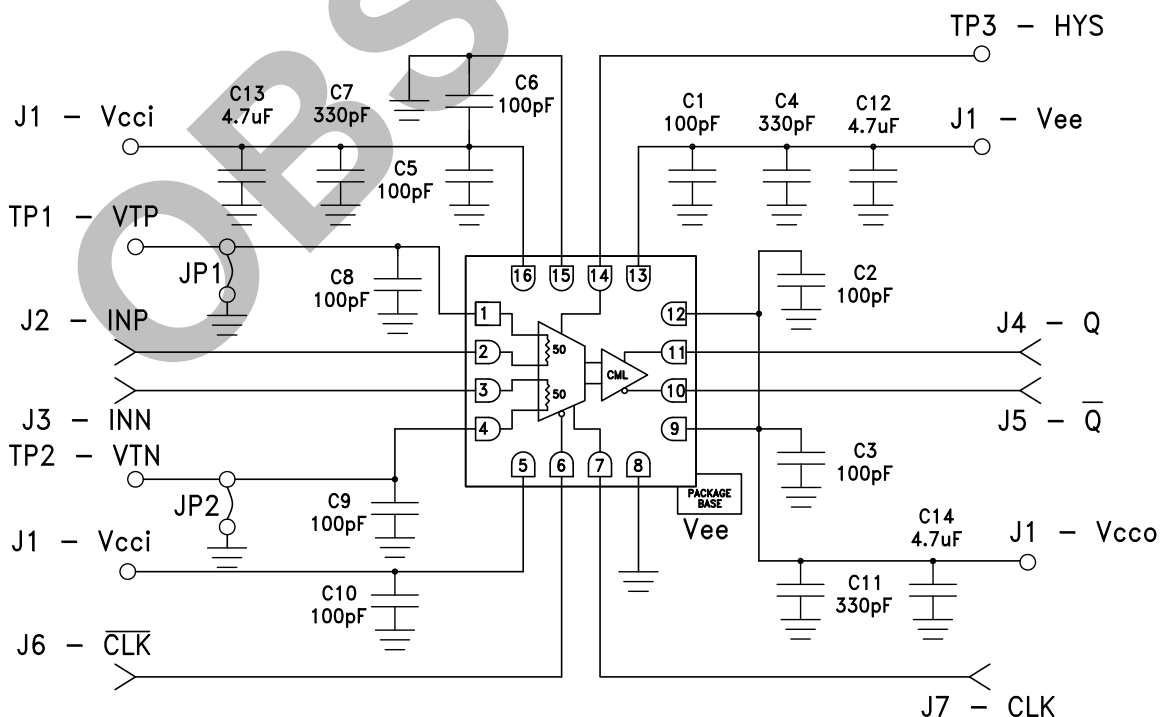 TP3 - HYS
C6
100pF
C13
4.7uF
C7
330pF
C1
100pF
C4
330pF
C12
4.7uF
J1 - Vcci
J1 - Vee
C5
100pF
TP1 - VTP
JP1
C8
100pF
16
15
14
13
C2
100pF
J2 - INP
1
12
J4 - Q
2
50
11
CML
3
50
10
J3 - INN
J5 - Q̅
4
9
TP2 - VTN
5
6
7
8
C3
100pF
JP2
C9
100pF
PACKAGE
BASE
Vee
C14
4.7uF
J1 - Vcci
J1 - Vcco
C10
100pF
C11
330pF
J6 - C̅L̅K̅
J7 - CLK
OBS